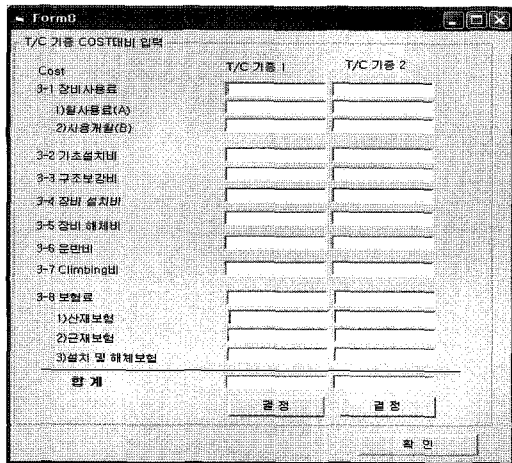 Form8
T/C 기종 COST대비 입력
Cost T/C 기종 1 T/C 기종 2
3-1 장비사용료
1)월사용료(A)
2)사용개월(B)
3-2 기초설치비
3-3 구조보강비
3-4 장비 설치비
3-5 장비 해체비
3-6 운반비
3-7 Climbing비
3-8 보험료
1)산재보험
2)근재보험
3)설치 및 해체보험
합 계
결 정 결 정
확 인